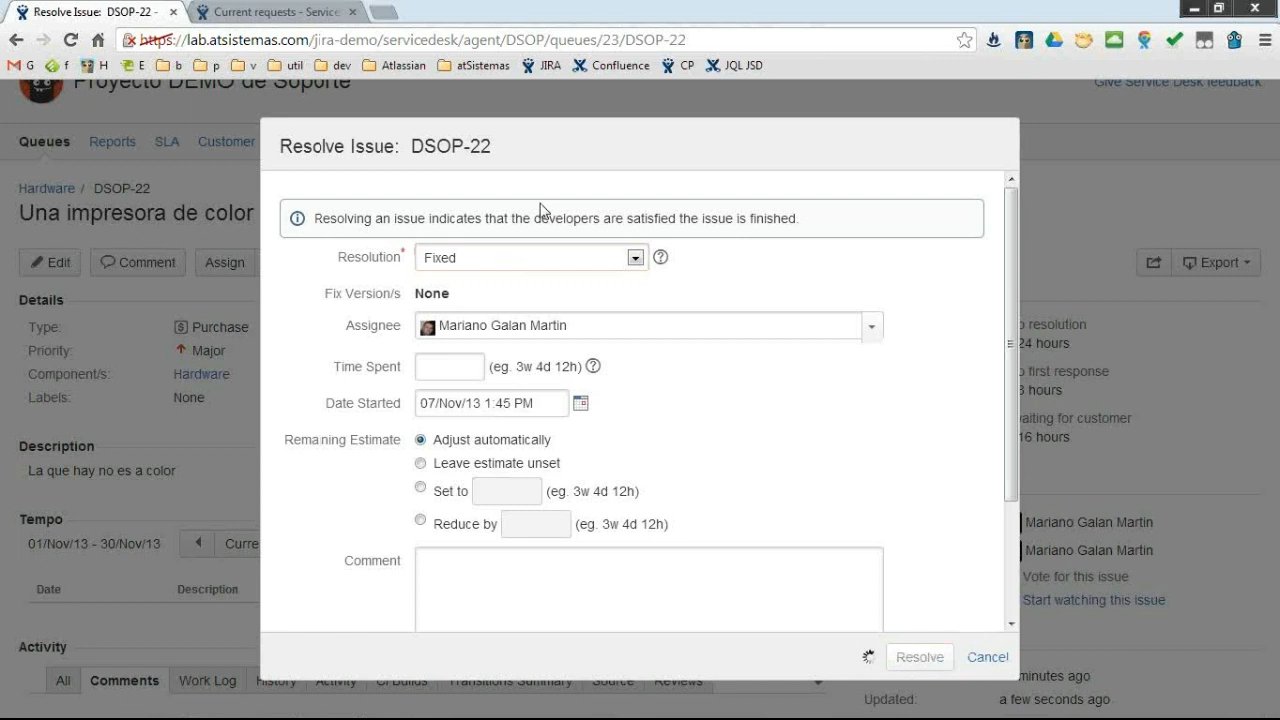 Resolve Issue: DSOP-22 -
Current requests - Service
https://lab.atsistemas.com/jira-demo/servicedesk/agent/DSOP/queues/23/DSOP-22
G f H E b p v util dev Atlassian atSistemas JIRA Confluence CP JQL JSD
Proyecto DEMO de Soporte
Give Service Desk feedback
Queues Reports SLA Customer
Hardware / DSOP-22
Una impresora de color
Edit Comment Assign
Export
Details
Type: Purchase
Priority: Major
Component/s: Hardware
Labels: None
Description
La que hay no es a color
Tempo
01/Nov/13 - 30/Nov/13 Curre
Date Description
Activity
All Comments Work Log History Activity CI Builds Transitions Summary Source Reviews
Resolve Issue: DSOP-22
Resolving an issue indicates that the developers are satisfied the issue is finished.
Resolution* Fixed
Fix Version/s None
Assignee Mariano Galan Martin
Time Spent (eg. 3w 4d 12h)
Date Started 07/Nov/13 1:45 PM
Remaining Estimate Adjust automatically
Leave estimate unset
Set to (eg. 3w 4d 12h)
Reduce by (eg. 3w 4d 12h)
Comment
Resolve Cancel
resolution
24 hours
first response
hours
waiting for customer
16 hours
Mariano Galan Martin
Mariano Galan Martin
Vote for this issue
Start watching this issue
minutes ago
Updated: a few seconds ago